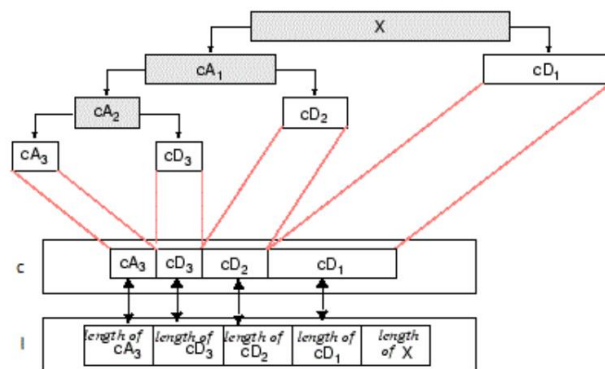 X
cA1
cD1
cA2
cD2
cA3
cD3
c
cA3 cD3 cD2 cD1
l
length of cA3
length of cD3
length of cD2
length of cD1
length of X